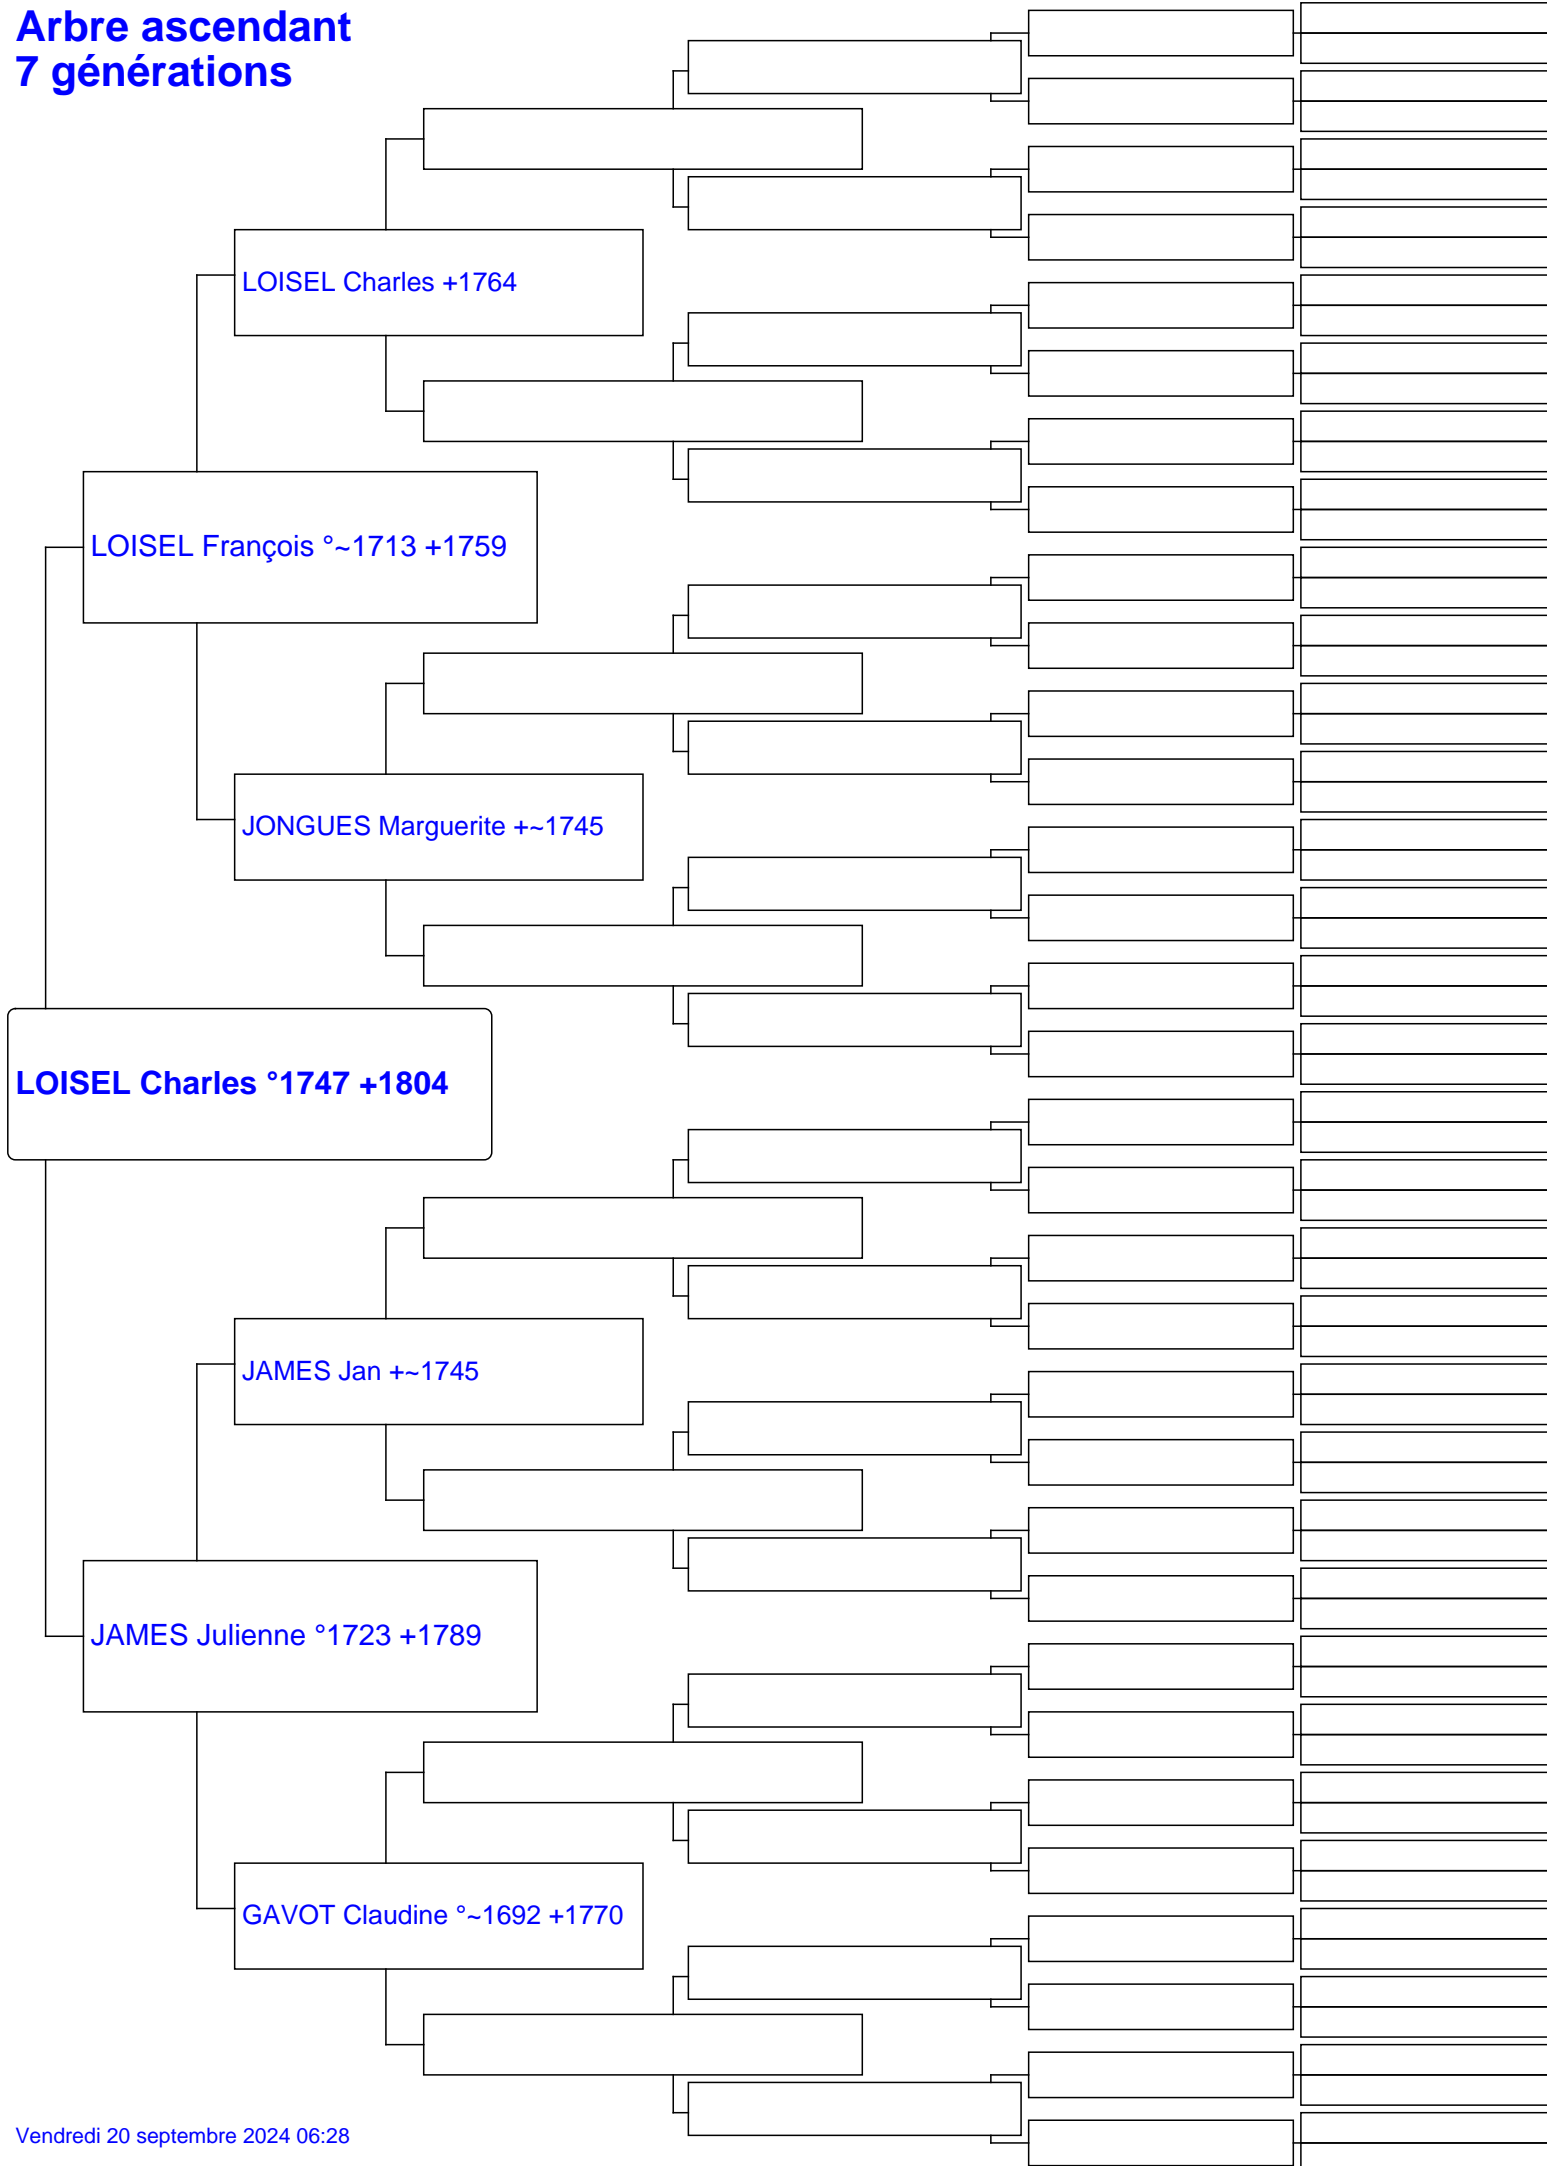 Arbre ascendant
7 générations
LOISEL Charles +1764
LOISEL François °~1713 +1759
JONGUES Marguerite +~1745
LOISEL Charles °1747 +1804
JAMES Jan +~1745
JAMES Julienne °1723 +1789
GAVOT Claudine °~1692 +1770
Vendredi 20 septembre 2024 06:28